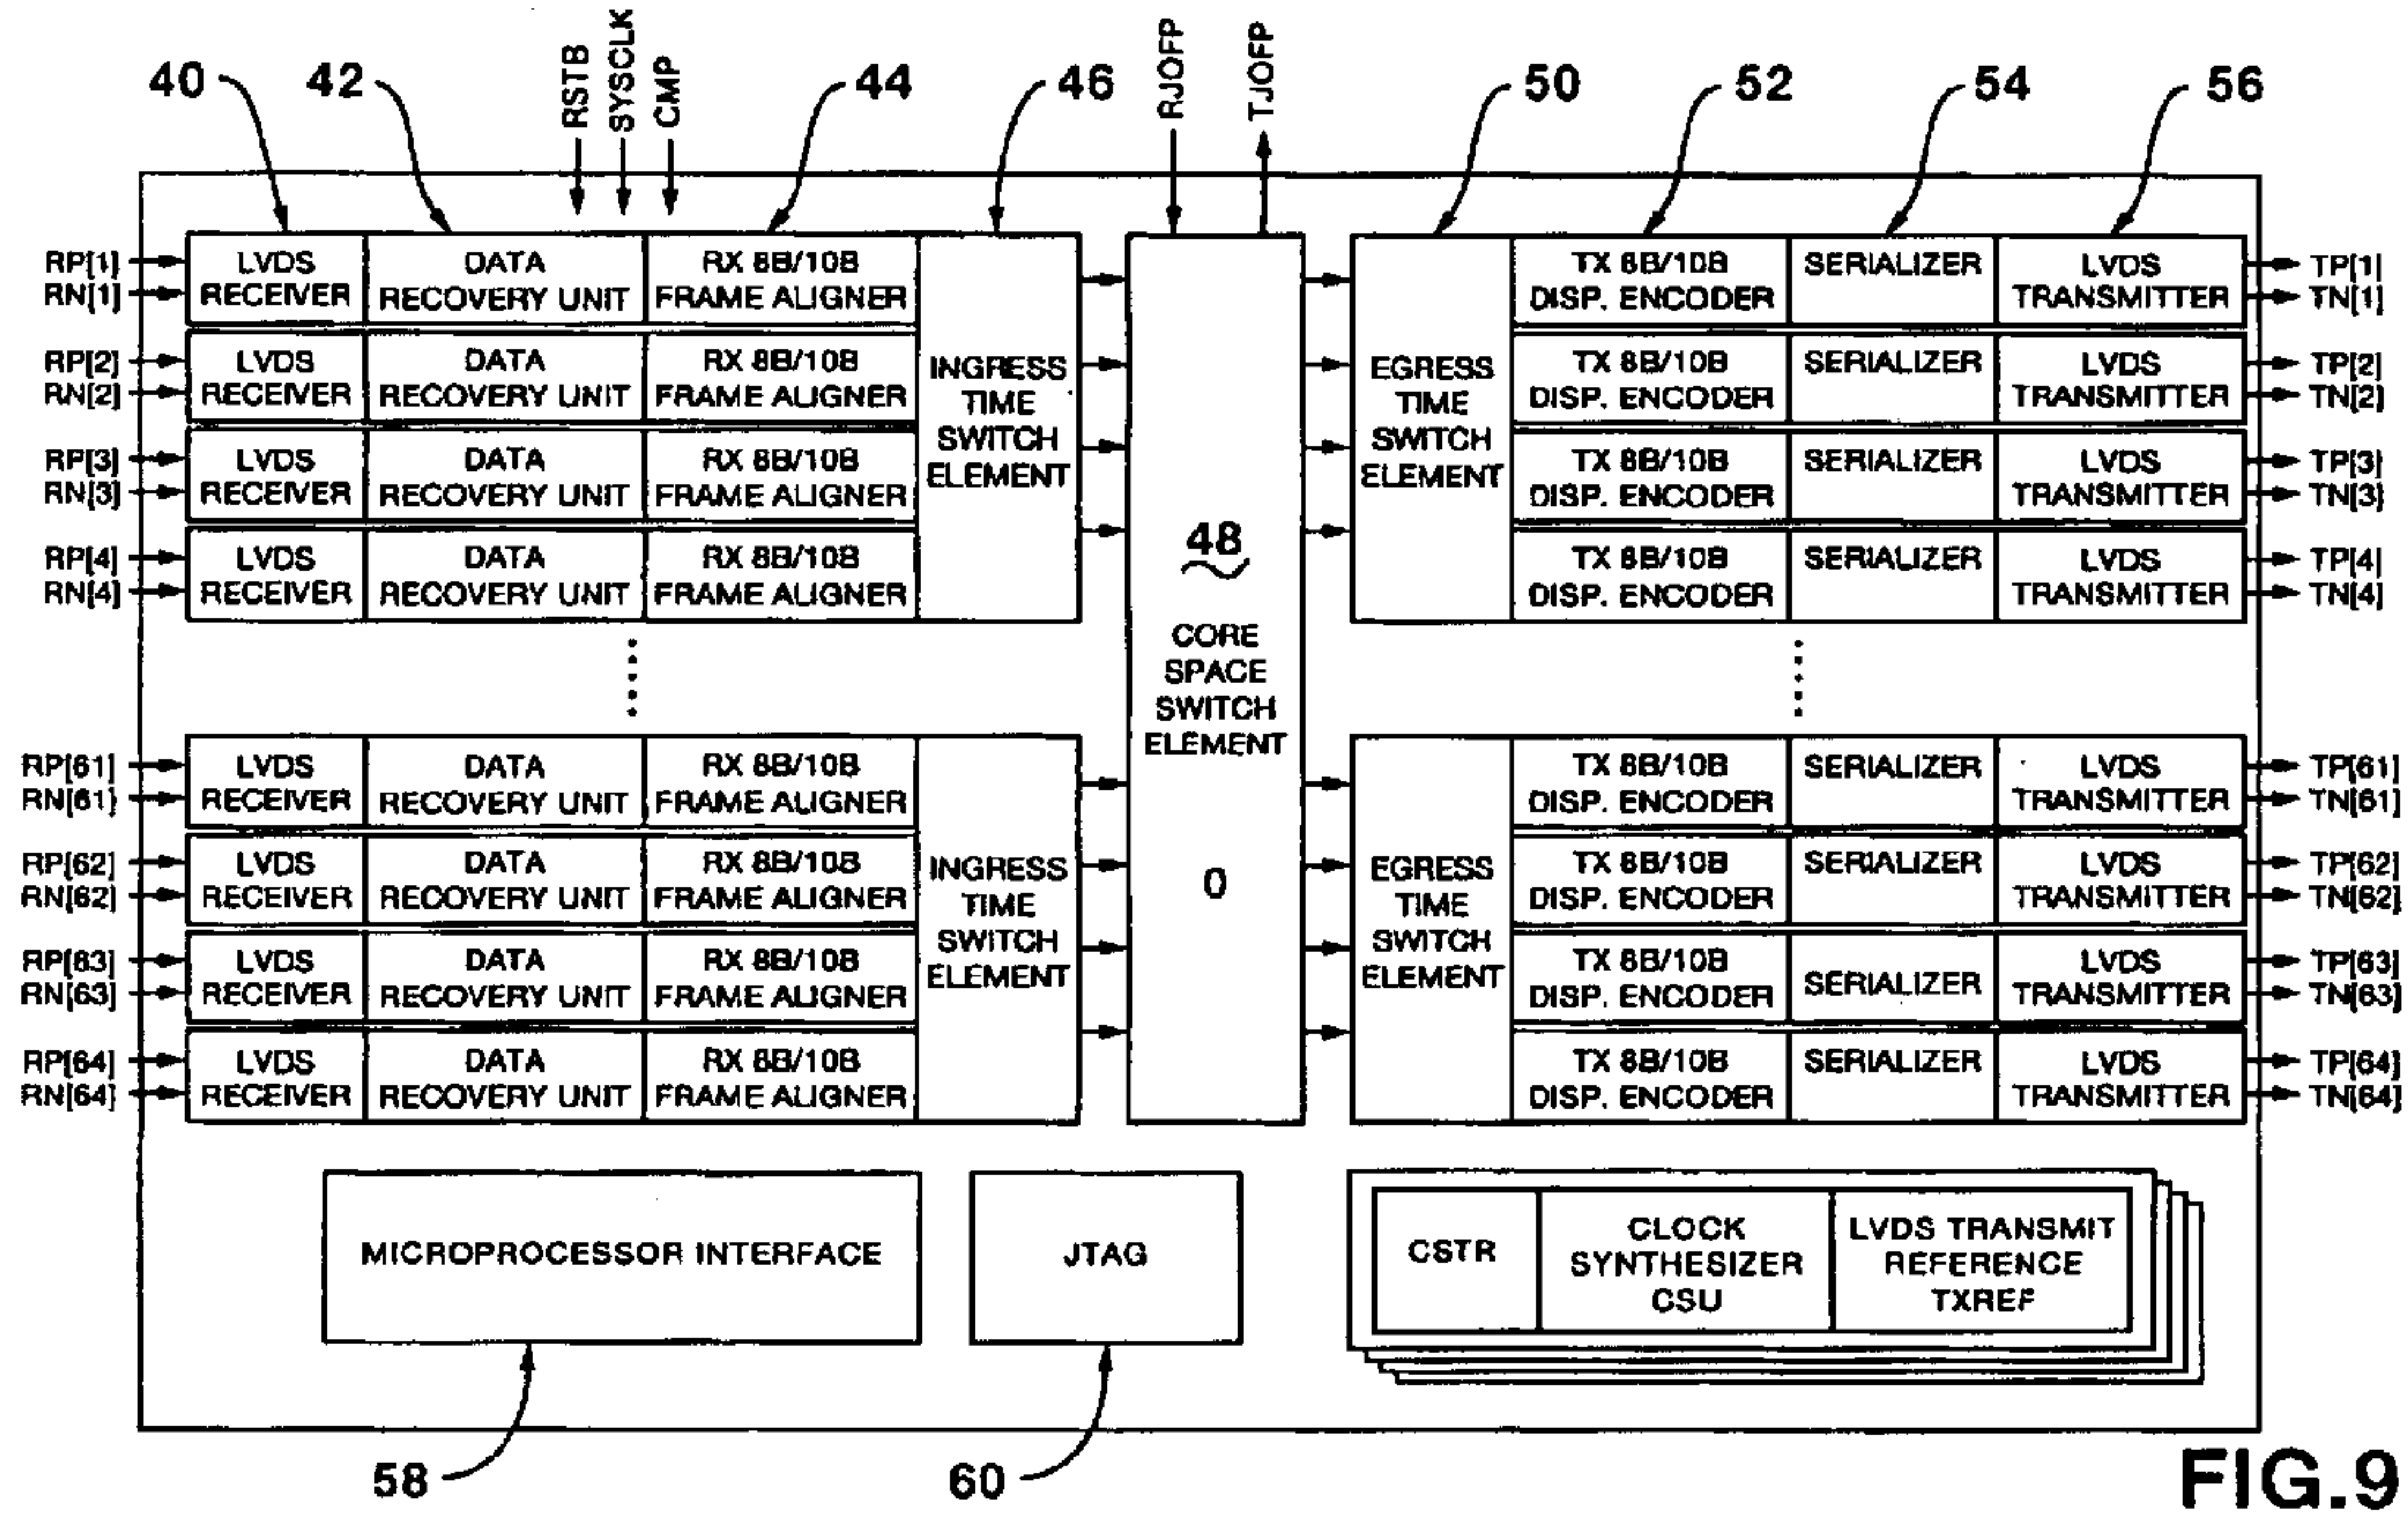 RSTB
SYSCLK
CMP
RJOFP
TJOFP
40
42
44
46
50
52
54
56
RP[1]
RN[1]
LVDS
RECEIVER
DATA
RECOVERY UNIT
RX 8B/10B
FRAME ALIGNER
RP[2]
RN[2]
LVDS
RECEIVER
DATA
RECOVERY UNIT
RX 8B/10B
FRAME ALIGNER
RP[3]
RN[3]
LVDS
RECEIVER
DATA
RECOVERY UNIT
RX 8B/10B
FRAME ALIGNER
RP[4]
RN[4]
LVDS
RECEIVER
DATA
RECOVERY UNIT
RX 8B/10B
FRAME ALIGNER
INGRESS
TIME
SWITCH
ELEMENT
RP[61]
RN[61]
LVDS
RECEIVER
DATA
RECOVERY UNIT
RX 8B/10B
FRAME ALIGNER
RP[62]
RN[62]
LVDS
RECEIVER
DATA
RECOVERY UNIT
RX 8B/10B
FRAME ALIGNER
RP[63]
RN[63]
LVDS
RECEIVER
DATA
RECOVERY UNIT
RX 8B/10B
FRAME ALIGNER
RP[64]
RN[64]
LVDS
RECEIVER
DATA
RECOVERY UNIT
RX 8B/10B
FRAME ALIGNER
INGRESS
TIME
SWITCH
ELEMENT
48
CORE
SPACE
SWITCH
ELEMENT
0
EGRESS
TIME
SWITCH
ELEMENT
TX 8B/10B
DISP. ENCODER
SERIALIZER
LVDS
TRANSMITTER
TP[1]
TN[1]
TX 8B/10B
DISP. ENCODER
SERIALIZER
LVDS
TRANSMITTER
TP[2]
TN[2]
TX 8B/10B
DISP. ENCODER
SERIALIZER
LVDS
TRANSMITTER
TP[3]
TN[3]
TX 8B/10B
DISP. ENCODER
SERIALIZER
LVDS
TRANSMITTER
TP[4]
TN[4]
EGRESS
TIME
SWITCH
ELEMENT
TX 8B/10B
DISP. ENCODER
SERIALIZER
LVDS
TRANSMITTER
TP[61]
TN[61]
TX 8B/10B
DISP. ENCODER
SERIALIZER
LVDS
TRANSMITTER
TP[62]
TN[62]
TX 8B/10B
DISP. ENCODER
SERIALIZER
LVDS
TRANSMITTER
TP[63]
TN[63]
TX 8B/10B
DISP. ENCODER
SERIALIZER
LVDS
TRANSMITTER
TP[64]
TN[64]
MICROPROCESSOR INTERFACE
JTAG
CSTR
CLOCK
SYNTHESIZER
CSU
LVDS TRANSMIT
REFERENCE
TXREF
58
60
FIG.9